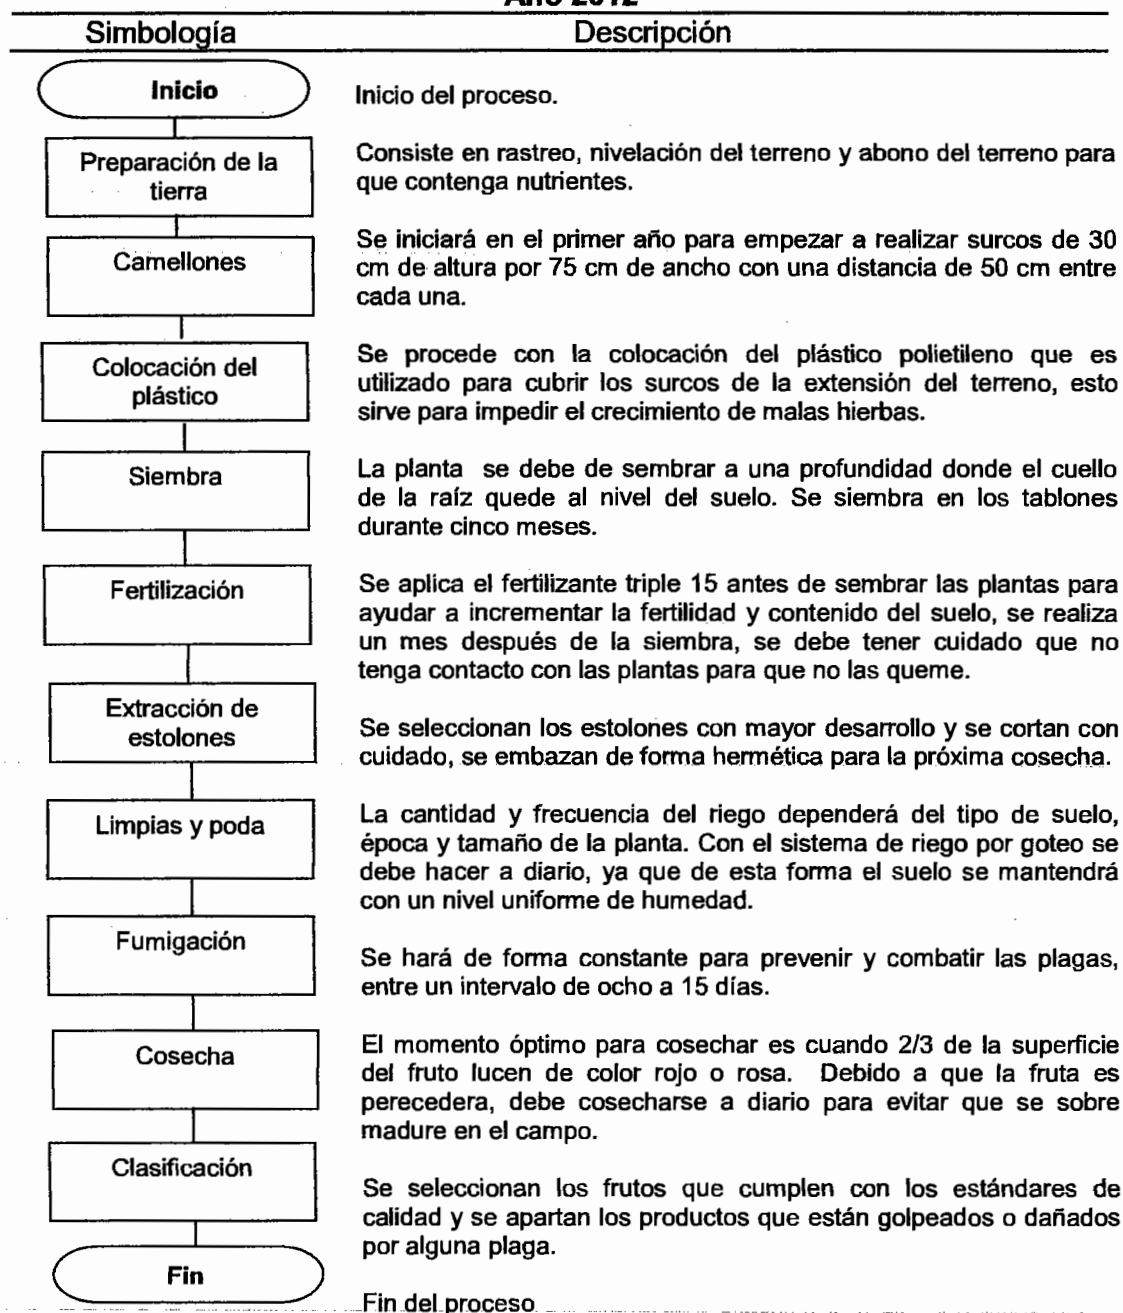 Año 2012
Simbología Descripción
Inicio
Inicio del proceso.
Preparación de la
tierra
Consiste en rastreo, nivelación del terreno y abono del terreno para
que contenga nutrientes.
Camellones
Se iniciará en el primer año para empezar a realizar surcos de 30
cm de altura por 75 cm de ancho con una distancia de 50 cm entre
cada una.
Colocación del
plástico
Se procede con la colocación del plástico polietileno que es
utilizado para cubrir los surcos de la extensión del terreno, esto
sirve para impedir el crecimiento de malas hierbas.
Siembra
La planta se debe de sembrar a una profundidad donde el cuello
de la raíz quede al nivel del suelo. Se siembra en los tablones
durante cinco meses.
Fertilización
Se aplica el fertilizante triple 15 antes de sembrar las plantas para
ayudar a incrementar la fertilidad y contenido del suelo, se realiza
un mes después de la siembra, se debe tener cuidado que no
tenga contacto con las plantas para que no las queme.
Extracción de
estolones
Se seleccionan los estolones con mayor desarrollo y se cortan con
cuidado, se embazan de forma hermética para la próxima cosecha.
Limpias y poda
La cantidad y frecuencia del riego dependerá del tipo de suelo,
época y tamaño de la planta. Con el sistema de riego por goteo se
debe hacer a diario, ya que de esta forma el suelo se mantendrá
con un nivel uniforme de humedad.
Fumigación
Se hará de forma constante para prevenir y combatir las plagas,
entre un intervalo de ocho a 15 días.
Cosecha
El momento óptimo para cosechar es cuando 2/3 de la superficie
del fruto lucen de color rojo o rosa. Debido a que la fruta es
perecedera, debe cosecharse a diario para evitar que se sobre
madure en el campo.
Clasificación
Se seleccionan los frutos que cumplen con los estándares de
calidad y se apartan los productos que están golpeados o dañados
por alguna plaga.
Fin
Fin del proceso